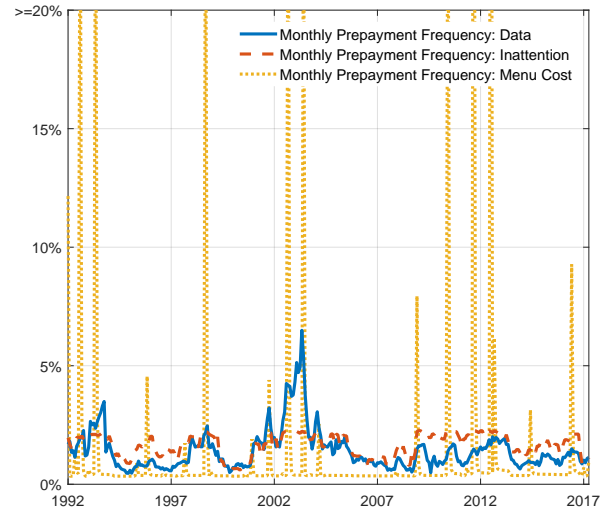 >=20%
Monthly Prepayment Frequency: Data
Monthly Prepayment Frequency: Inattention
Monthly Prepayment Frequency: Menu Cost
15%
10%
5%
0%
1992 1997 2002 2007 2012 2017